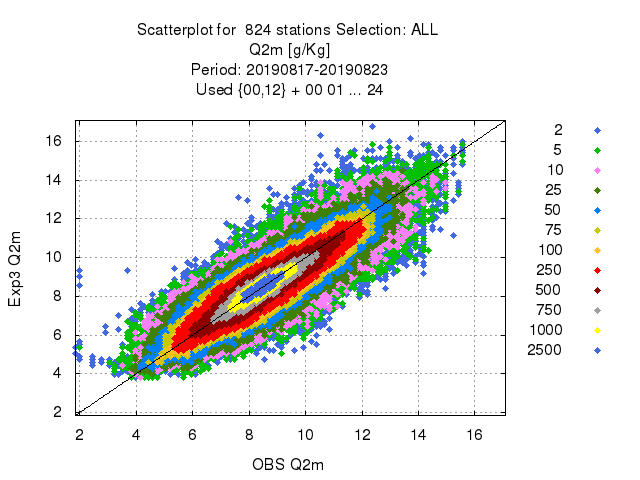 Scatterplot for 824 stations Selection: ALL
Q2m [g/Kg]
Period: 20190817-20190823
Used {00,12} + 00 01 ... 24
16
14
12
10
8
6
4
2
Exp3 Q2m
2 4 6 8 10 12 14 16
OBS Q2m
2
5
10
25
50
75
100
250
500
750
1000
2500